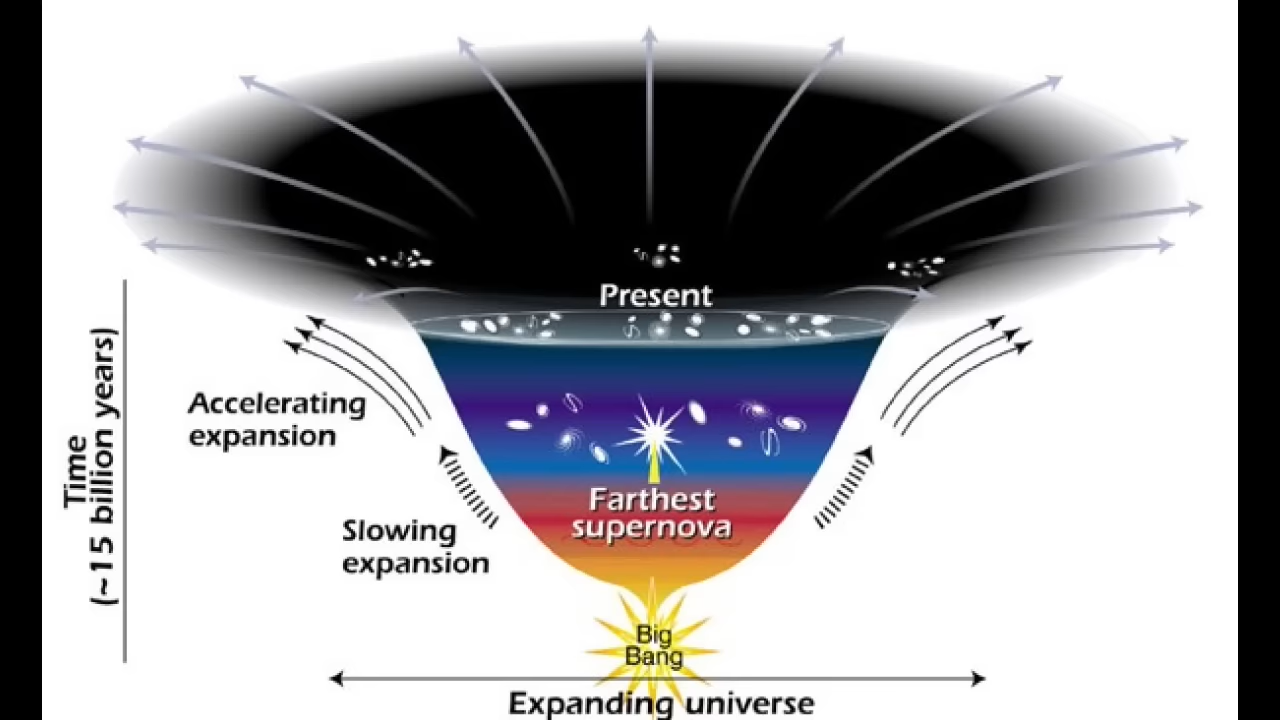 Present
Time
(~15 billion years)
Accelerating
expansion
Farthest
supernova
Slowing
expansion
Big
Bang
Expanding universe